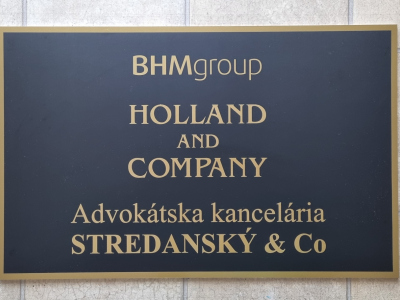 BHMgroup
HOLLAND
AND
COMPANY
Advokátska kancelária
STREDANSKÝ & Co